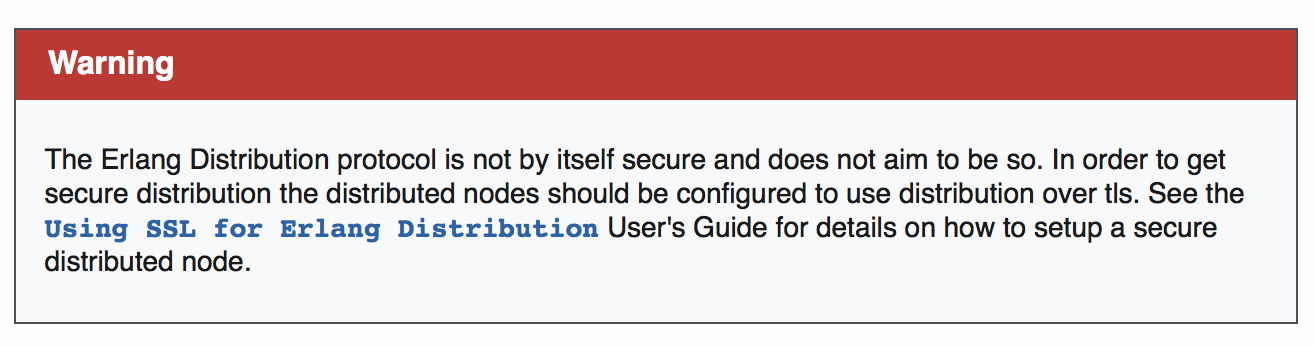 Warning
The Erlang Distribution protocol is not by itself secure and does not aim to be so. In order to get
secure distribution the distributed nodes should be configured to use distribution over tls. See the
Using SSL for Erlang Distribution User's Guide for details on how to setup a secure
distributed node.